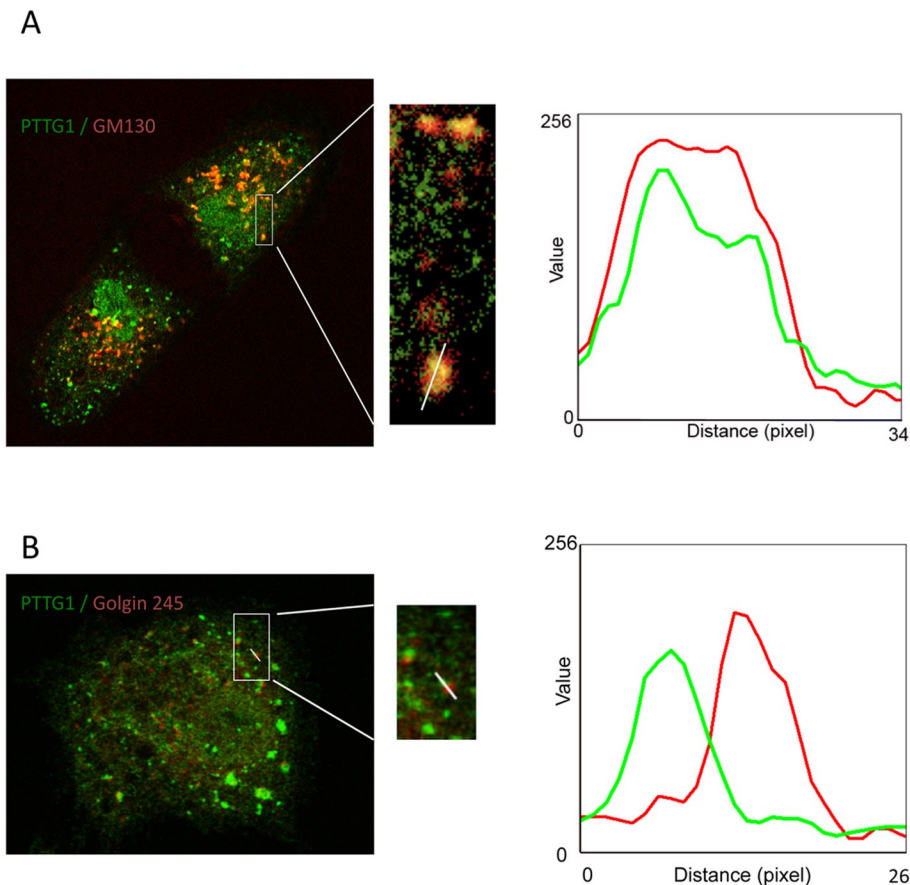 A
PTTG1 / GM130
256
Value
0
0
Distance (pixel)
34
B
PTTG1 / Golgin 245
256
Value
0
0
Distance (pixel)
26